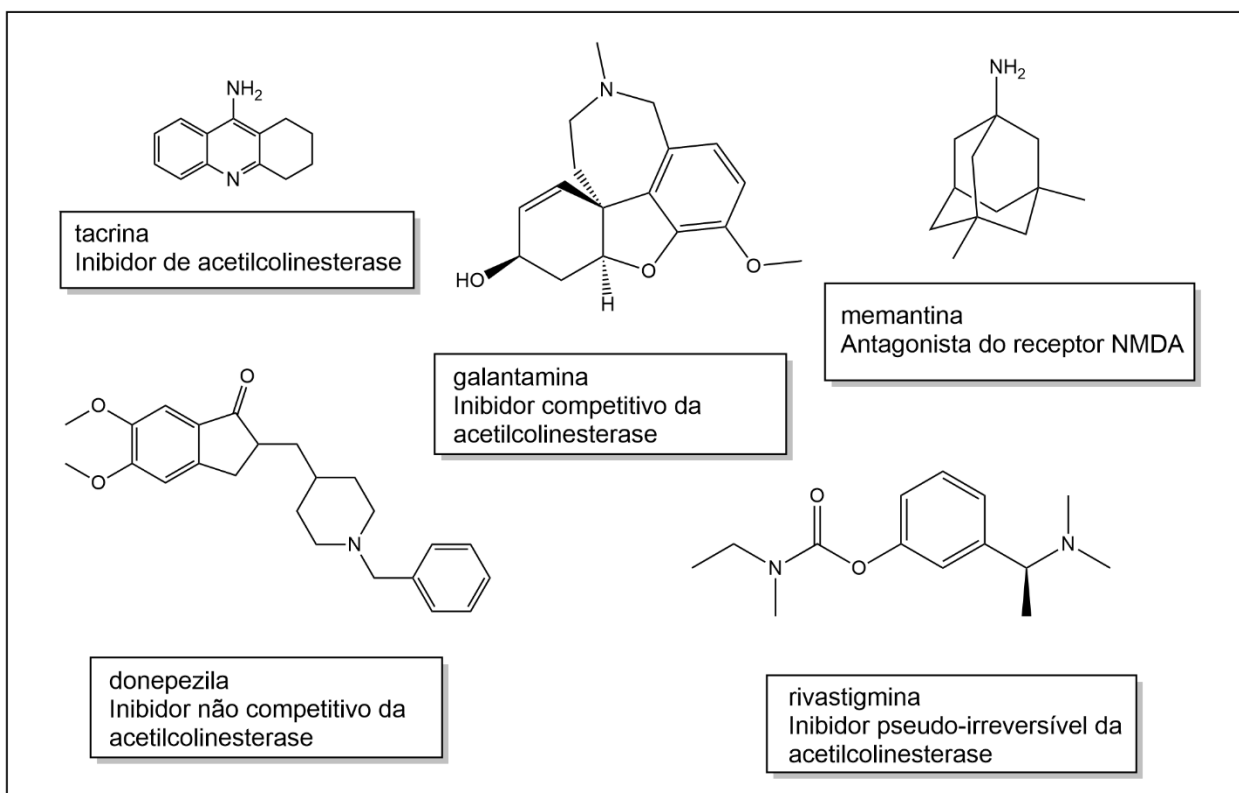 NH2
N
tacrina
Inibidor de acetilcolinesterase
N
HO
O
O
H
galantamina
Inibidor competitivo da
acetilcolinesterase
NH2
memantina
Antagonista do receptor NMDA
O
O
O
N
donepezila
Inibidor não competitivo da
acetilcolinesterase
O
N
O
N
rivastigmina
Inibidor pseudo-irreversível da
acetilcolinesterase